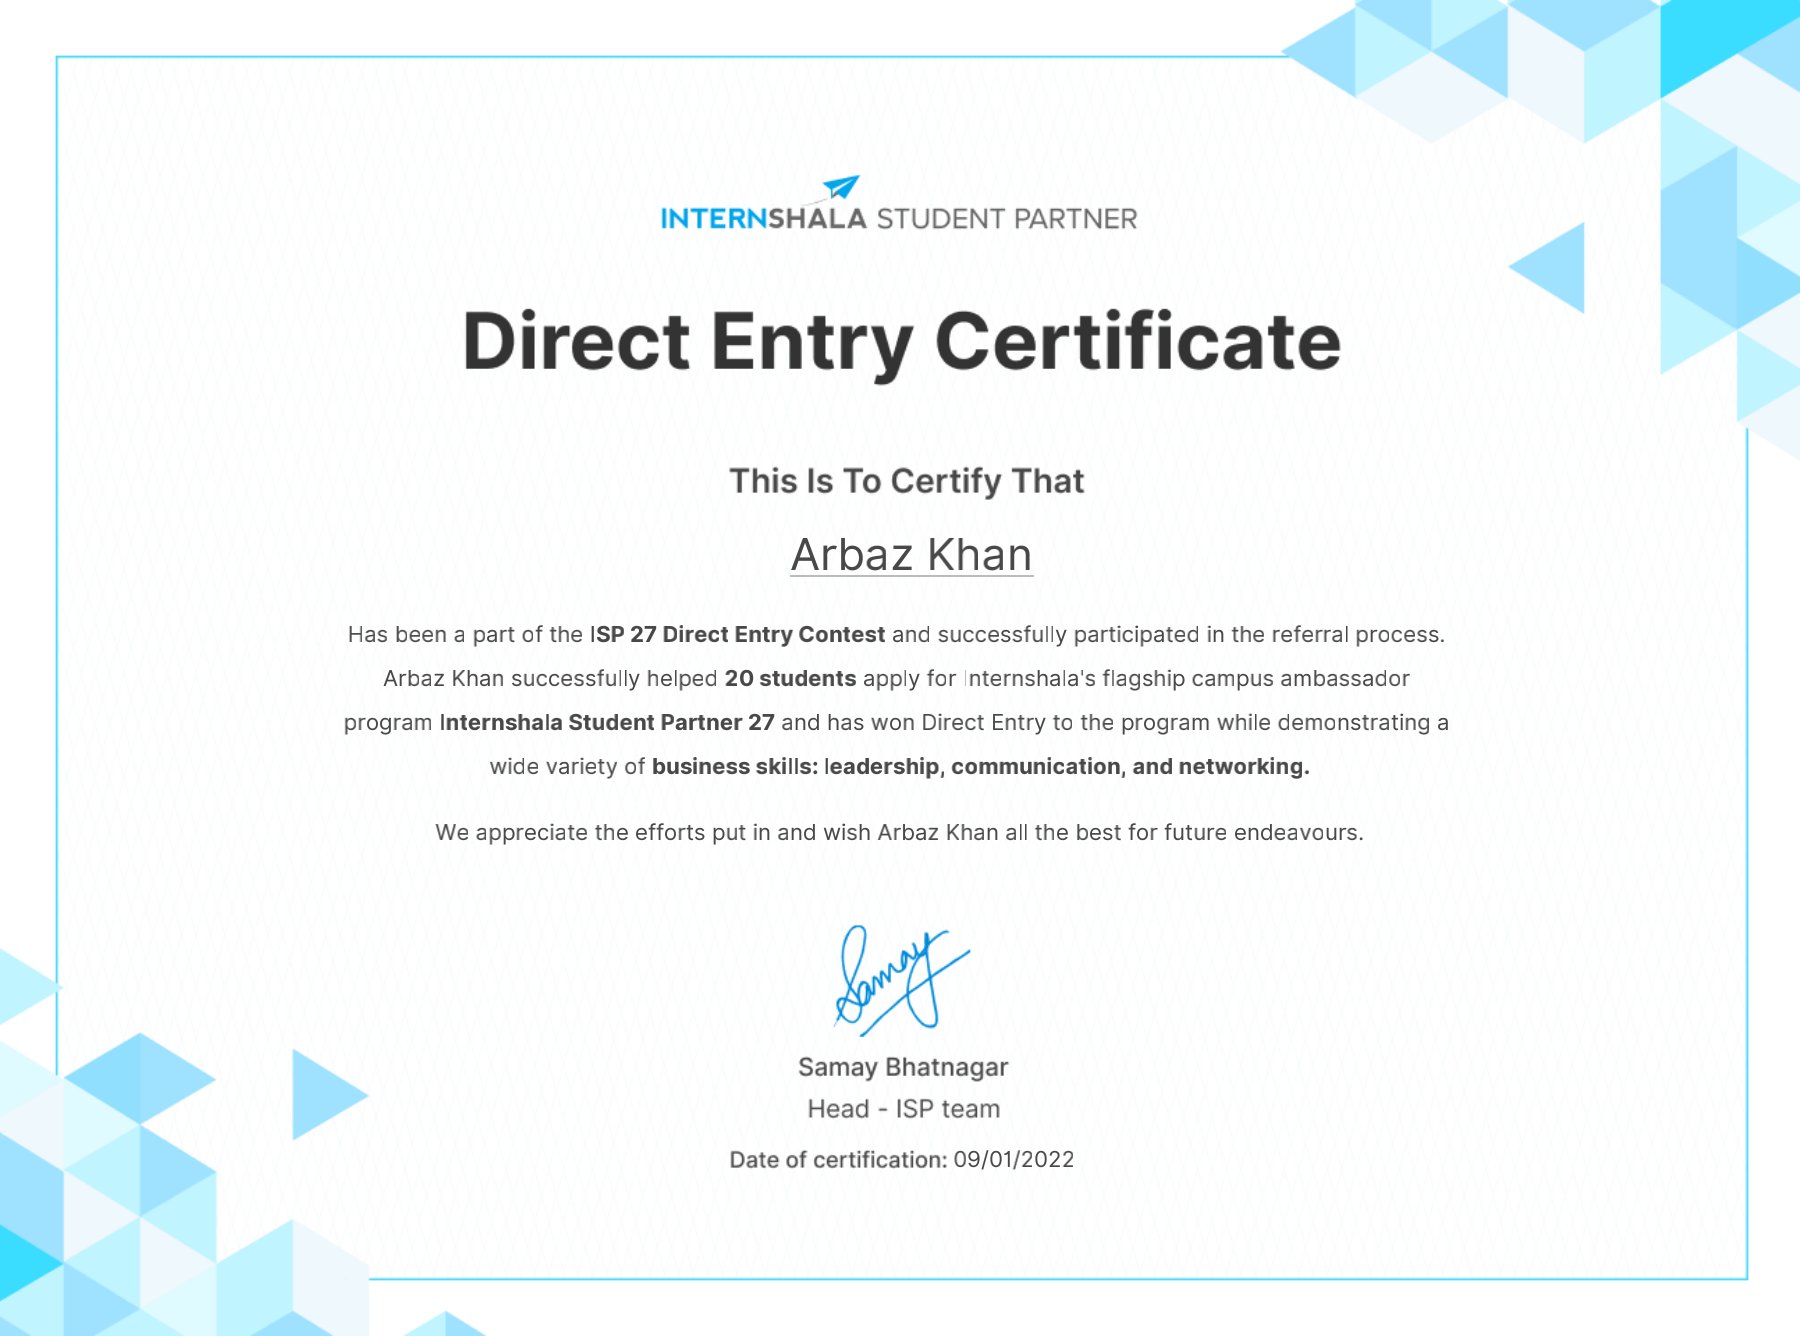 INTERNSHALA STUDENT PARTNER
Direct Entry Certificate
This Is To Certify That
Arbaz Khan
Has been a part of the ISP 27 Direct Entry Contest and successfully participated in the referral process.
Arbaz Khan successfully helped 20 students apply for Internshala's flagship campus ambassador
program Internshala Student Partner 27 and has won Direct Entry to the program while demonstrating a
wide variety of business skills: leadership, communication, and networking.
We appreciate the efforts put in and wish Arbaz Khan all the best for future endeavours.
Samay
Samay Bhatnagar
Head - ISP team
Date of certification: 09/01/2022